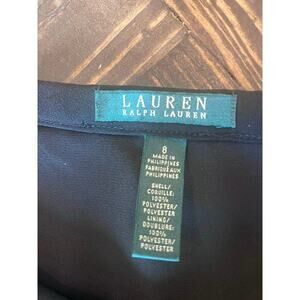 LAUREN
RALPH LAUREN
8
MADE IN
PHILIPPINES
FABRIQUÉ AUX
PHILIPPINES
SHELL/
COQUILLE:
100%
POLYESTER/
POLYESTER
LINING/
DOUBLURE:
100%
POLYESTER/
POLYESTER